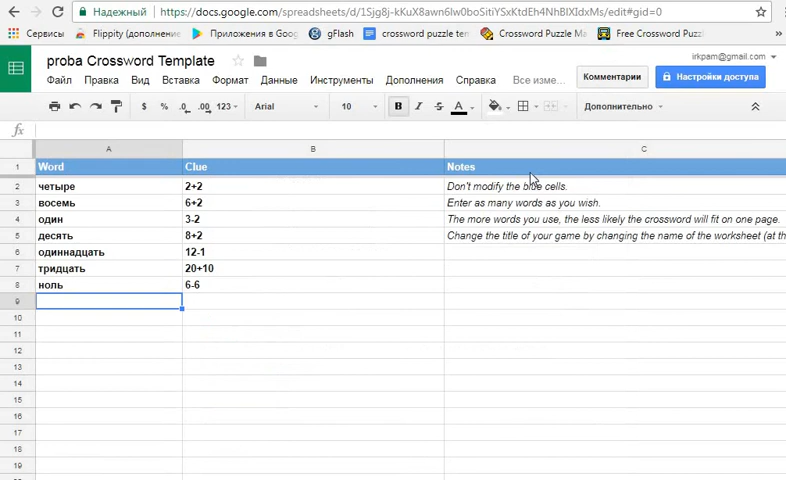 Надежный https://docs.google.com/spreadsheets/d/1Sjg8j-kKuX8awn6lw0boSitiYSxKtdEh4NhBlXIdxMs/edit#gid=0
Сервисы Flippity (дополнение Приложения в Goog gFlash crossword puzzle tem Crossword Puzzle Ma Free Crossword Puzz
proba Crossword Template irkpam@gmail.com
Файл Правка Вид Вставка Формат Данные Инструменты Дополнения Справка Все изме... Комментарии Настройки доступа
$ % .0 .00 123 Arial 10 B I S A Дополнительно
fx
A B C
1 Word Clue Notes
2 четыре 2+2 Don't modify the blue cells.
3 восемь 6+2 Enter as many words as you wish.
4 один 3-2 The more words you use, the less likely the crossword will fit on one page.
5 десять 8+2 Change the title of your game by changing the name of the worksheet (at th
6 одиннадцать 12-1
7 тридцать 20+10
8 ноль 6-6
9
10
11
12
13
14
15
16
17
18
19